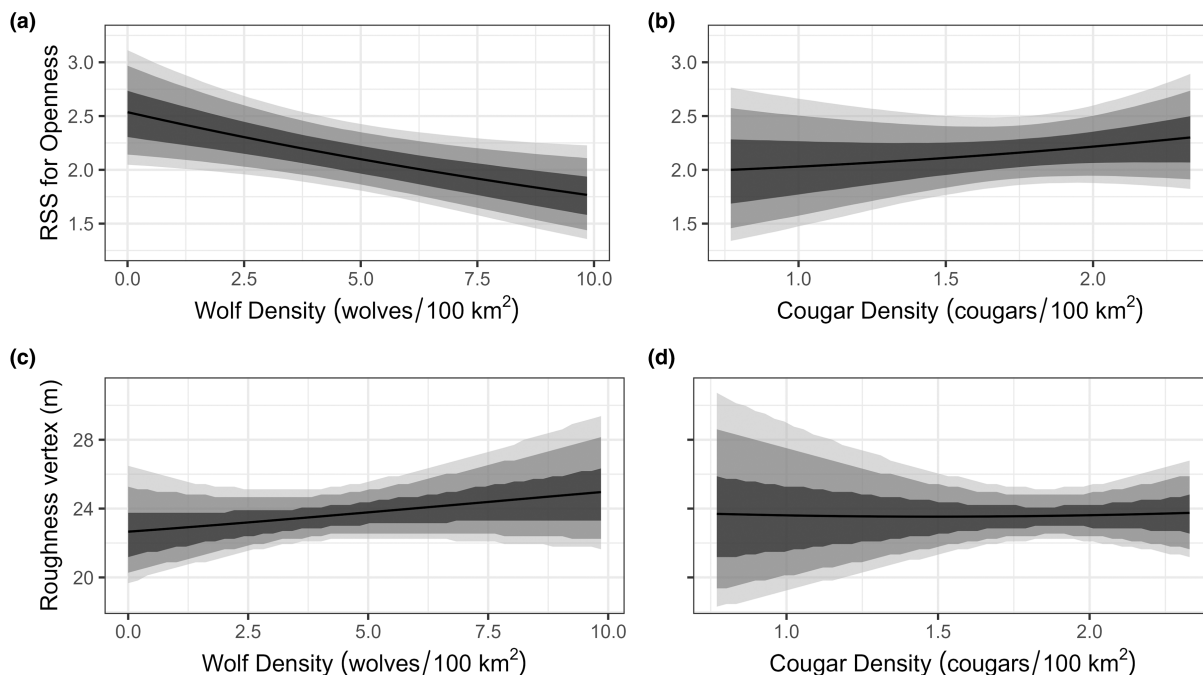 (a)
RSS for Openness
3.0
2.5
2.0
1.5
0.0 2.5 5.0 7.5 10.0
Wolf Density (wolves/100 km²)
(b)
3.0
2.5
2.0
1.5
1.0 1.5 2.0
Cougar Density (cougars/100 km²)
(c)
Roughness vertex (m)
28
24
20
0.0 2.5 5.0 7.5 10.0
Wolf Density (wolves/100 km²)
(d)
1.0 1.5 2.0
Cougar Density (cougars/100 km²)